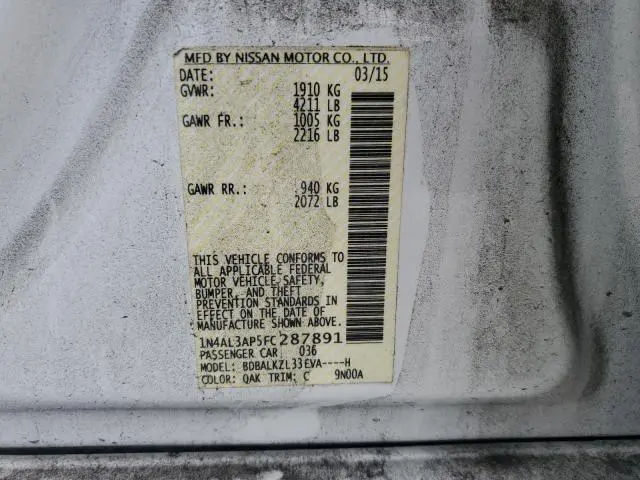 MFD BY NISSAN MOTOR CO., LTD.
DATE: 03/15
GVWR: 1910 KG
4211 LB
GAWR FR.: 1005 KG
2216 LB
GAWR RR.: 940 KG
2072 LB
THIS VEHICLE CONFORMS TO
ALL APPLICABLE FEDERAL
MOTOR VEHICLE SAFETY,
BUMPER, AND THEFT
PREVENTION STANDARDS IN
EFFECT ON THE DATE OF
MANUFACTURE SHOWN ABOVE.
1N4AL3AP5FC287891
PASSENGER CAR 036
MODEL: BDBALKZL33EVA----H
COLOR: QAK TRIM: C 9N00A